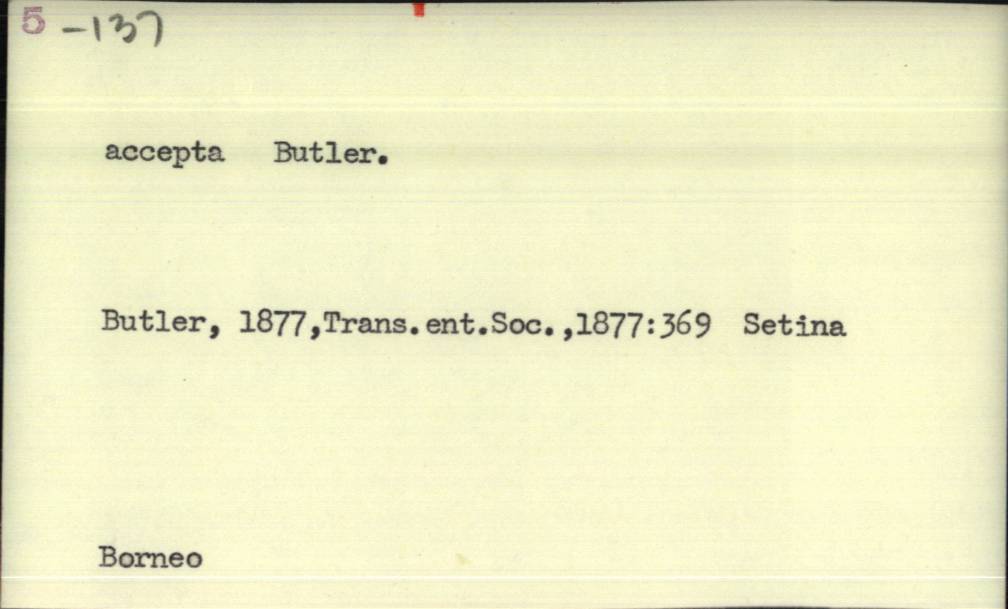 5 -137
accepta Butler.
Butler, 1877,Trans.ent.Soc.,1877:369 Setina
Borneo